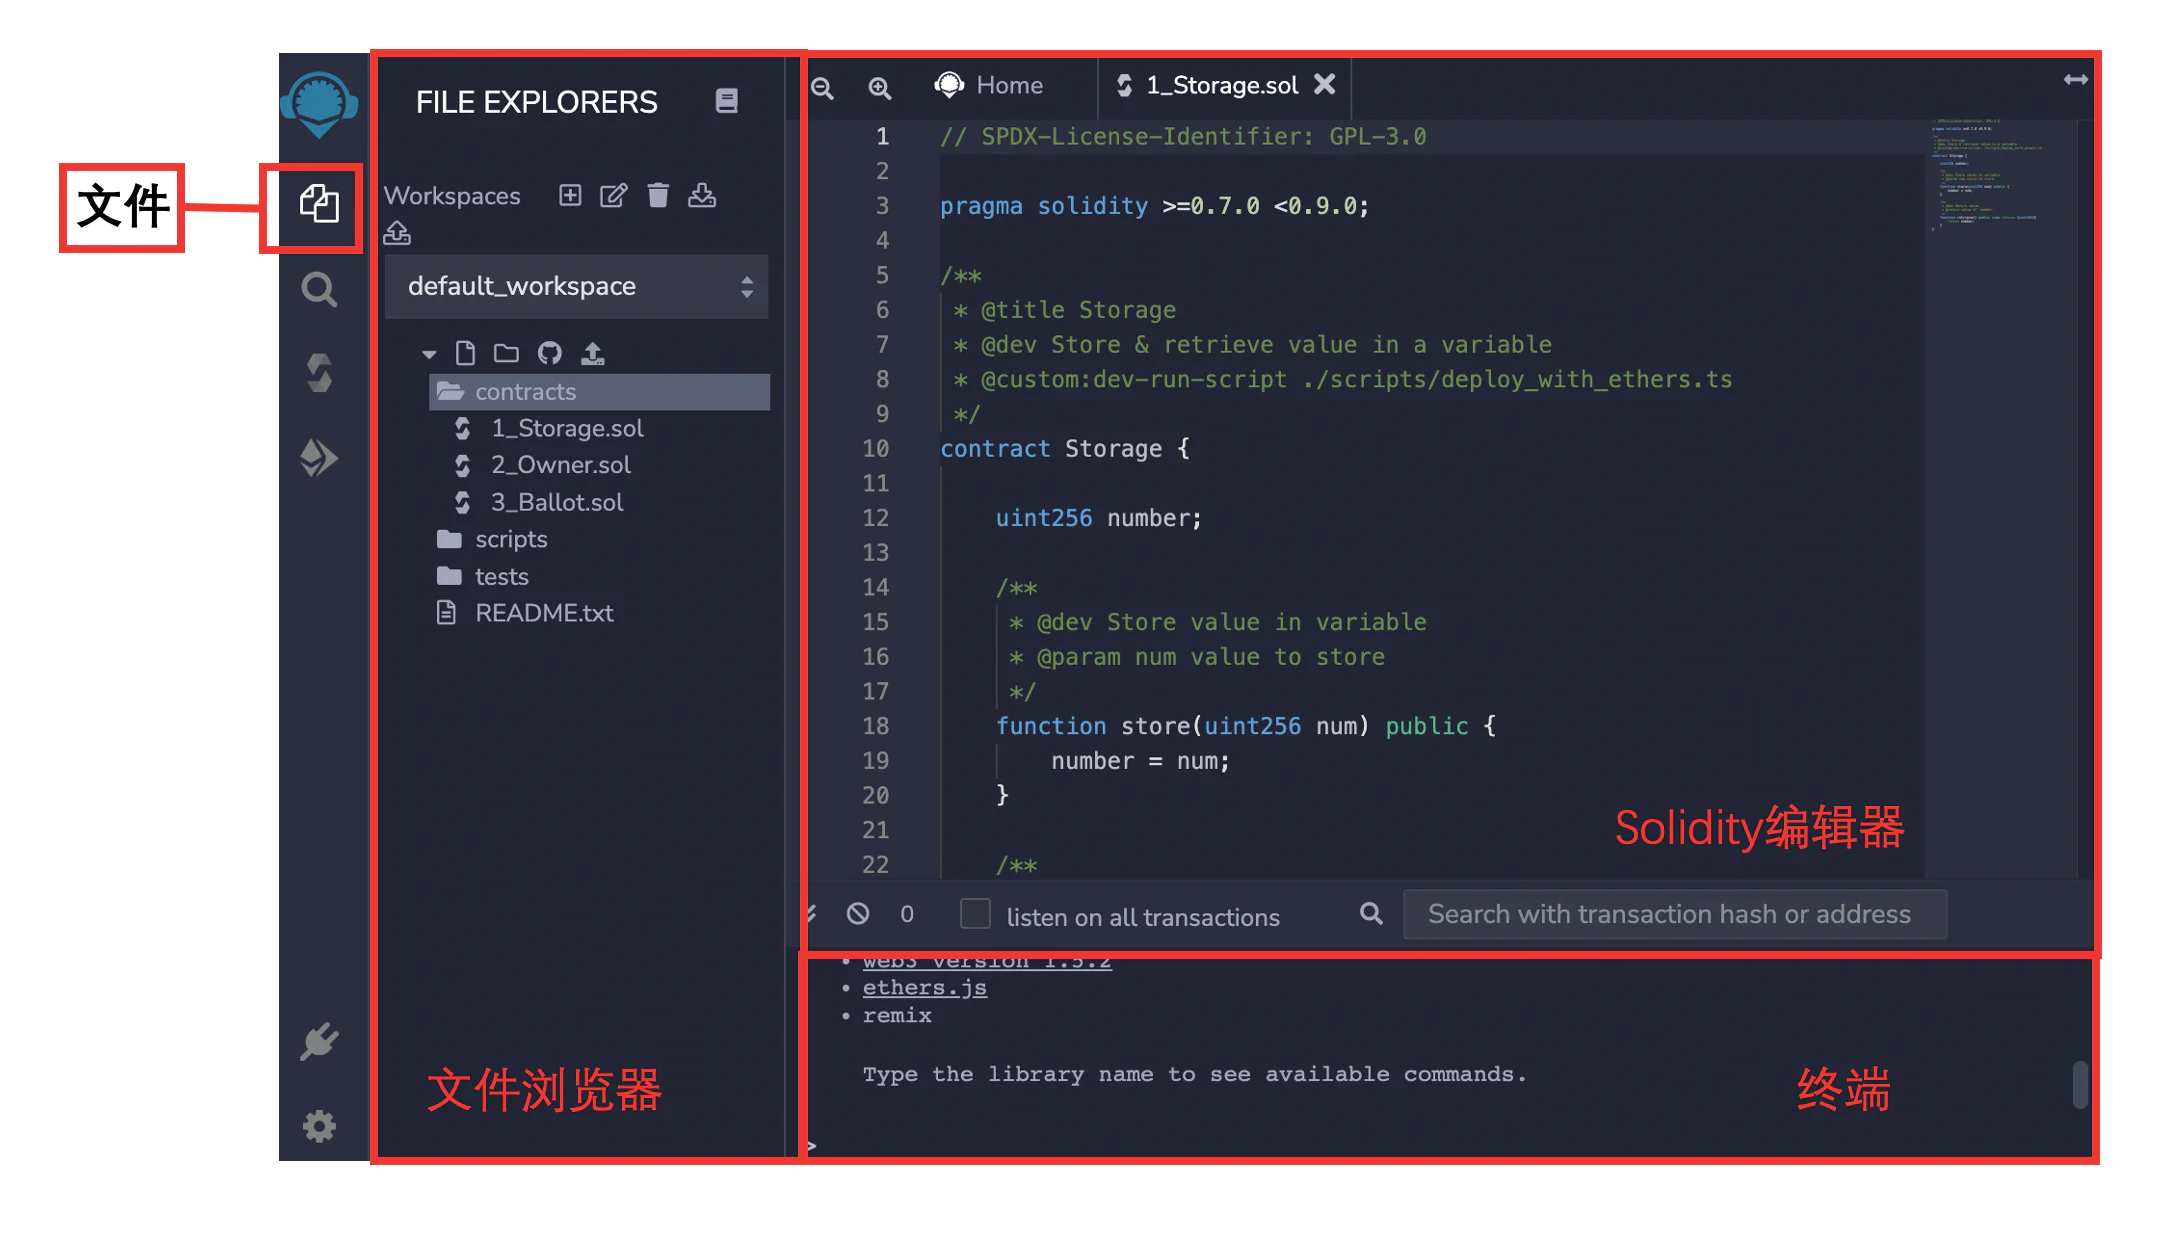 文件
FILE EXPLORERS
Workspaces
default_workspace
contracts
1_Storage.sol
2_Owner.sol
3_Ballot.sol
scripts
tests
README.txt
文件浏览器
Home
1_Storage.sol
1 // SPDX-License-Identifier: GPL-3.0
2
3 pragma solidity >=0.7.0 <0.9.0;
4
5 /**
6 * @title Storage
7 * @dev Store & retrieve value in a variable
8 * @custom:dev-run-script ./scripts/deploy_with_ethers.ts
9 */
10 contract Storage {
11
12 uint256 number;
13
14 /**
15 * @dev Store value in variable
16 * @param num value to store
17 */
18 function store(uint256 num) public {
19 number = num;
20 }
21
22 /**
Solidity编辑器
0 listen on all transactions Search with transaction hash or address
• web3 version 1.5.2
• ethers.js
• remix
Type the library name to see available commands.
终端
>